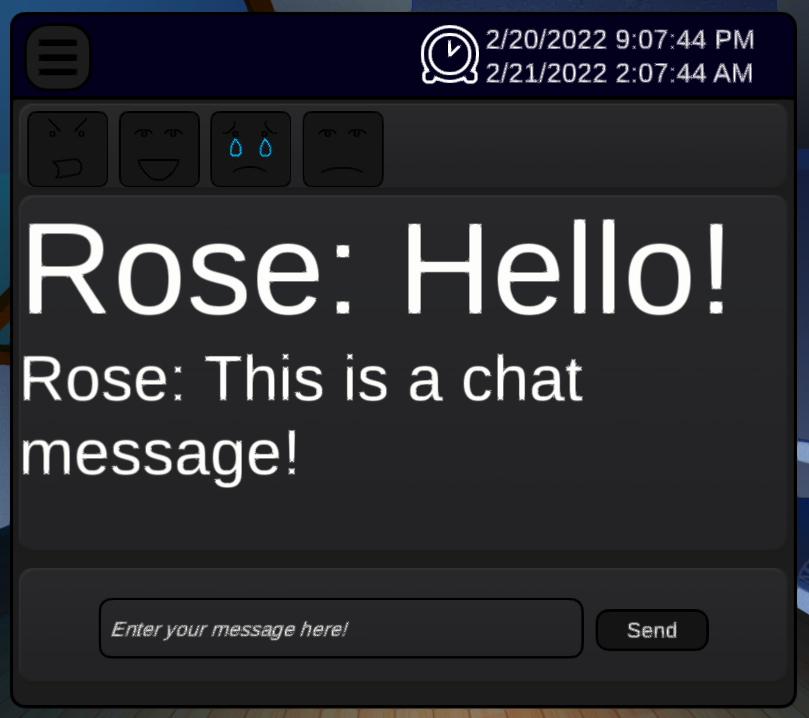 2/20/2022 9:07:44 PM
2/21/2022 2:07:44 AM
Rose: Hello!
Rose: This is a chat
message!
Enter your message here!
Send